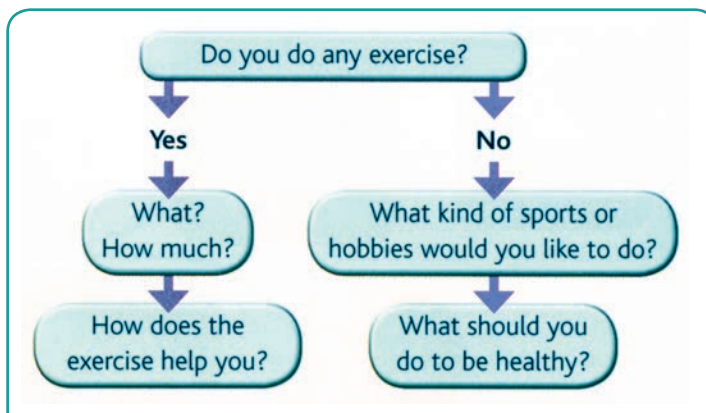 Do you do any exercise?
Yes
No
What?
How much?
What kind of sports or
hobbies would you like to do?
How does the
exercise help you?
What should you
do to be healthy?